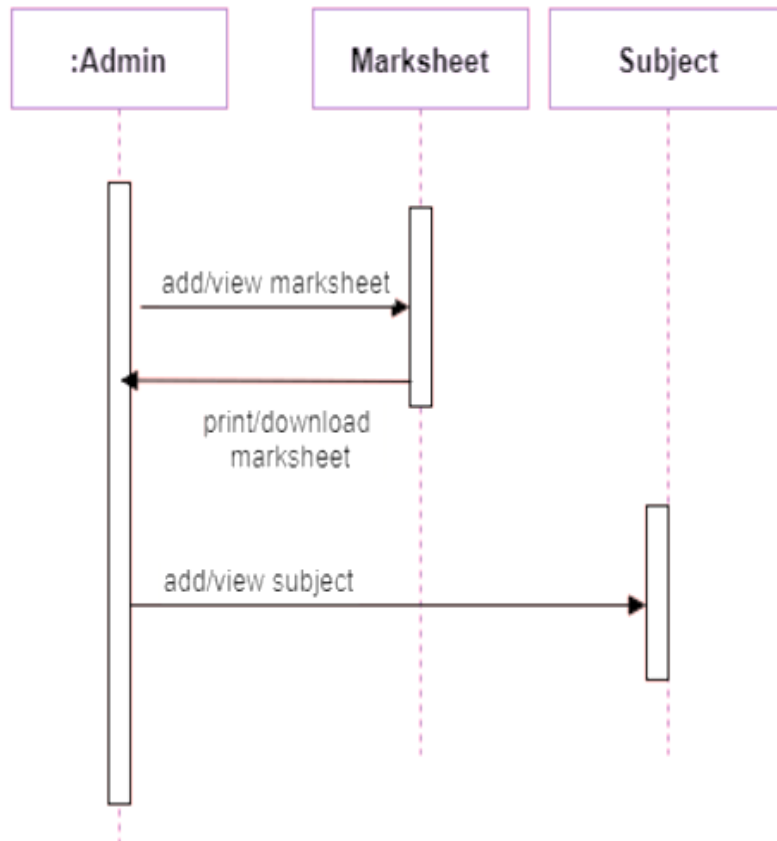 :Admin
Marksheet
Subject
add/view marksheet
print/download
marksheet
add/view subject